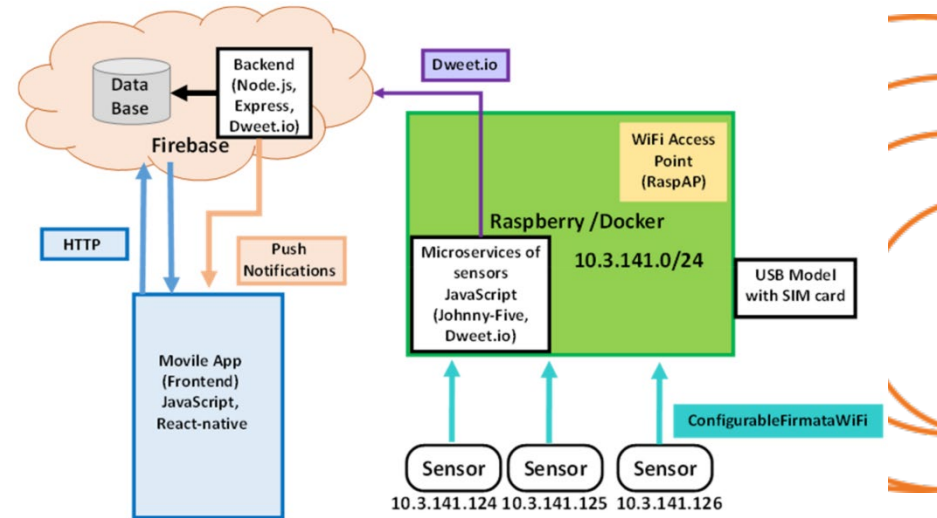 Data
Base
Backend
(Node.js,
Express,
Dweet.io)
Firebase
Dweet.io
WiFi Access
Point
(RaspAP)
Raspberry /Docker
10.3.141.0/24
Microservices of
sensors
JavaScript
(Johnny-Five,
Dweet.io)
USB Model
with SIM card
HTTP
Push
Notifications
Movile App
(Frontend)
JavaScript,
React-native
ConfigurableFirmataWiFi
Sensor
10.3.141.124
Sensor
10.3.141.125
Sensor
10.3.141.126